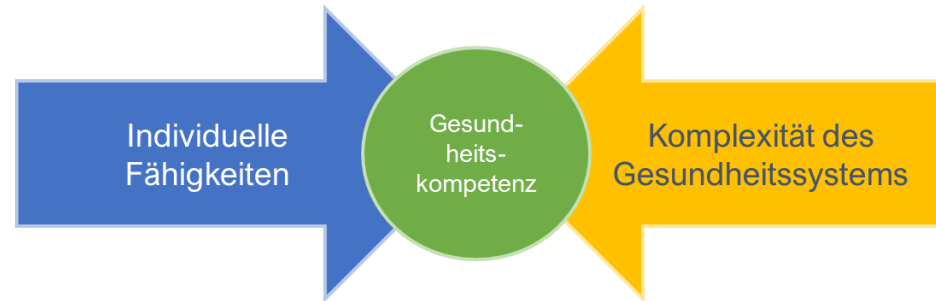 Individuelle
Fähigkeiten
Gesund-
heits-
kompetenz
Komplexität des
Gesundheitssystems